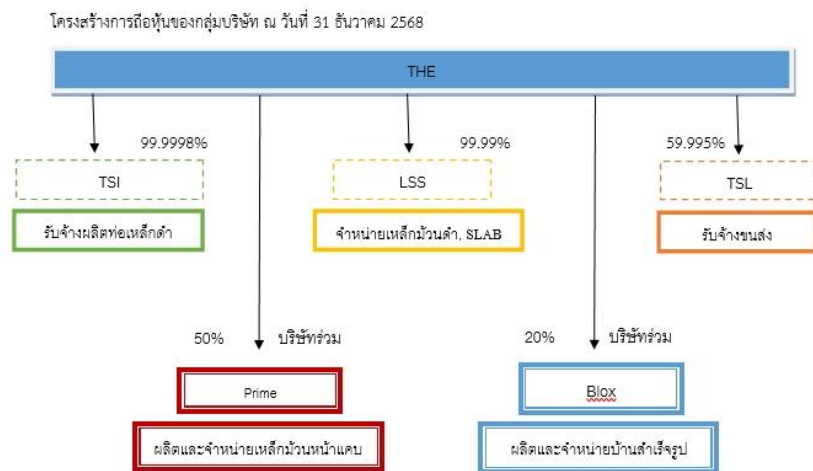 โครงสร้างการถือหุ้นของกลุ่มบริษัท ณ วันที่ 31 ธันวาคม 2568
THE
99.9998%
99.99%
59.995%
TSI
LSS
TSL
รับจ้างผลิตท่อเหล็กดำ
จำหน่ายเหล็กม้วนดำ, SLAB
รับจ้างขนส่ง
50%
บริษัทร่วม
20%
บริษัทร่วม
Prime
Blox
ผลิตและจำหน่ายเหล็กม้วนหน้าแคบ
ผลิตและจำหน่ายบ้านสำเร็จรูป